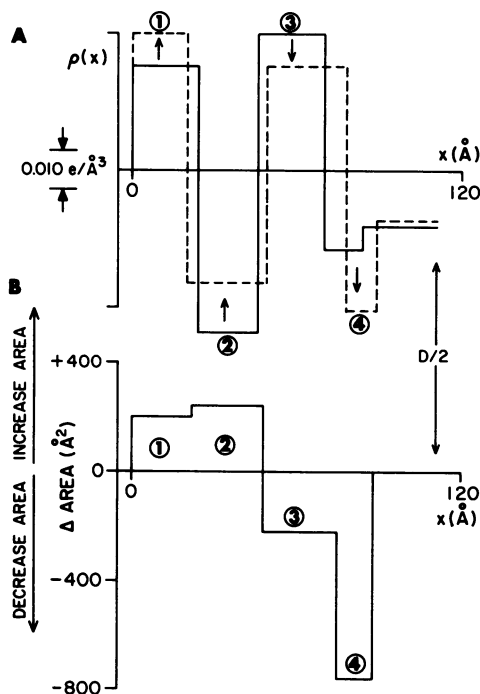 A
ρ(x)
①
③
0.010 e/Å³
x(Å)
0
120
②
④
D/2
B
INCREASE AREA
DECREASE AREA
Δ AREA (Å²)
+400
0
-400
-800
①
②
③
④
0
120
x(Å)